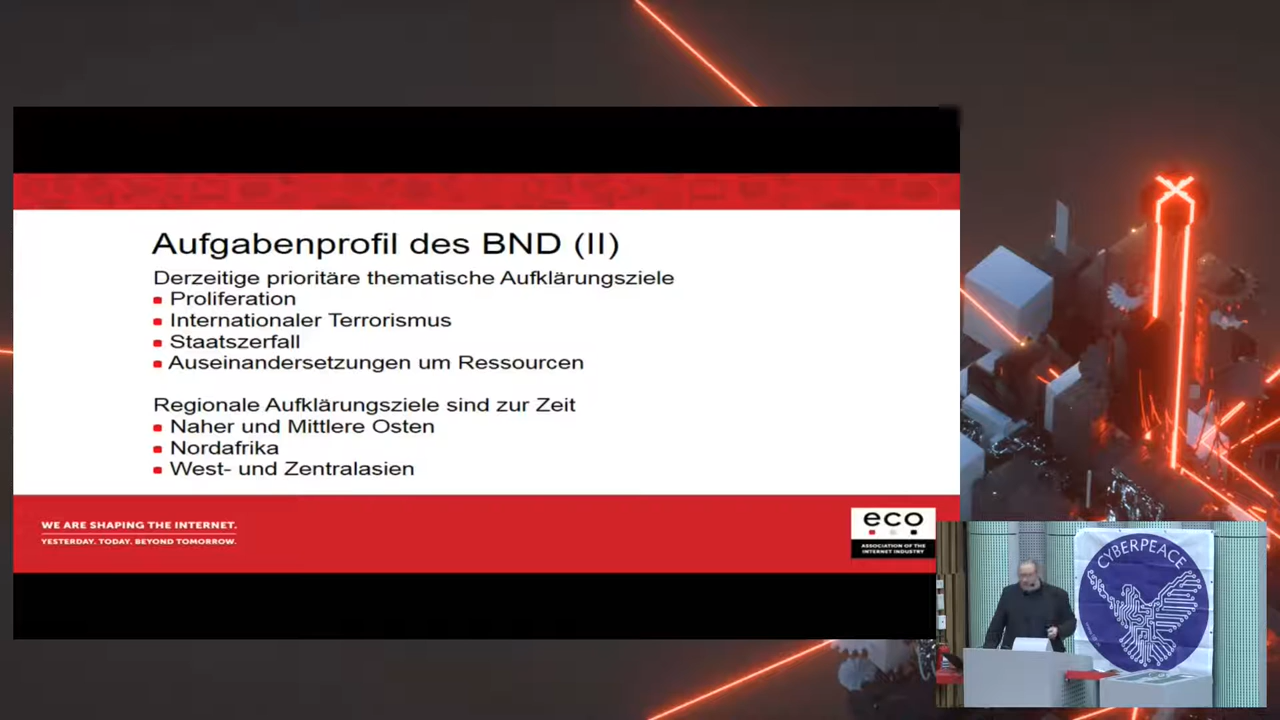 Aufgabenprofil des BND (II)
Derzeitige prioritäre thematische Aufklärungsziele
Proliferation
Internationaler Terrorismus
Staatszerfall
Auseinandersetzungen um Ressourcen
Regionale Aufklärungsziele sind zur Zeit
Naher und Mittlere Osten
Nordafrika
West- und Zentralasien
WE ARE SHAPING THE INTERNET.
YESTERDAY. TODAY. BEYOND TOMORROW.
eco
ASSOCIATION OF THE
INTERNET INDUSTRY
CYBERPEACE